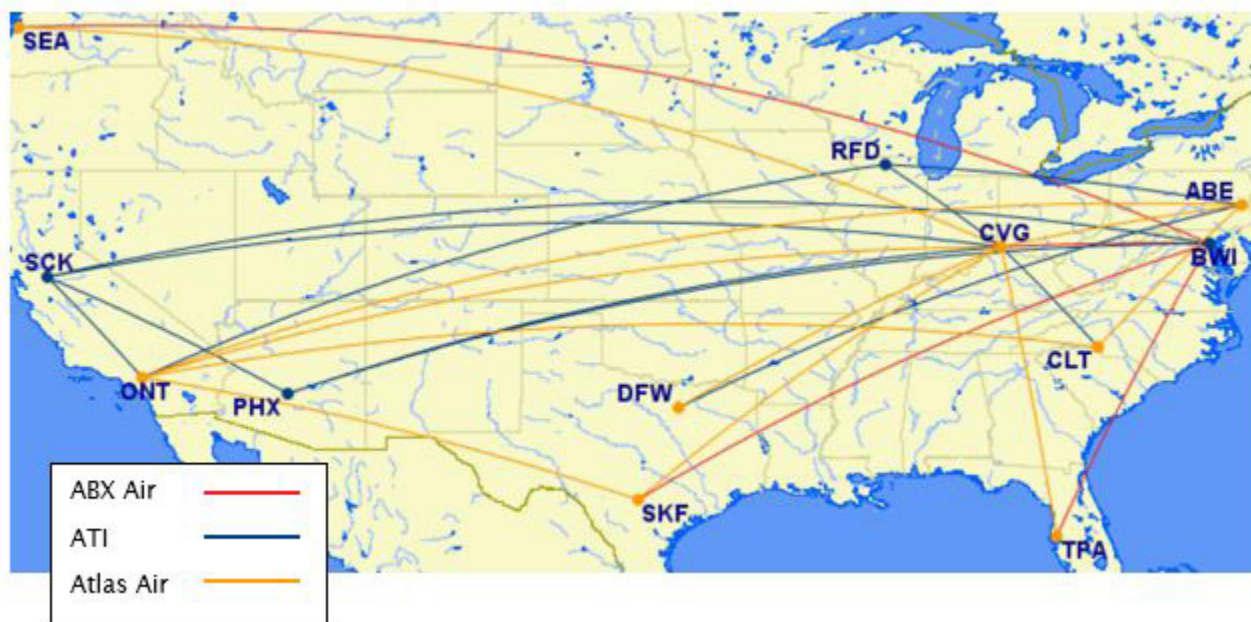 SEA
RFD
ABE
CVG
BWI
SCK
CLT
ONT
PHX
DFW
SKF
TPA
ABX Air
ATI
Atlas Air